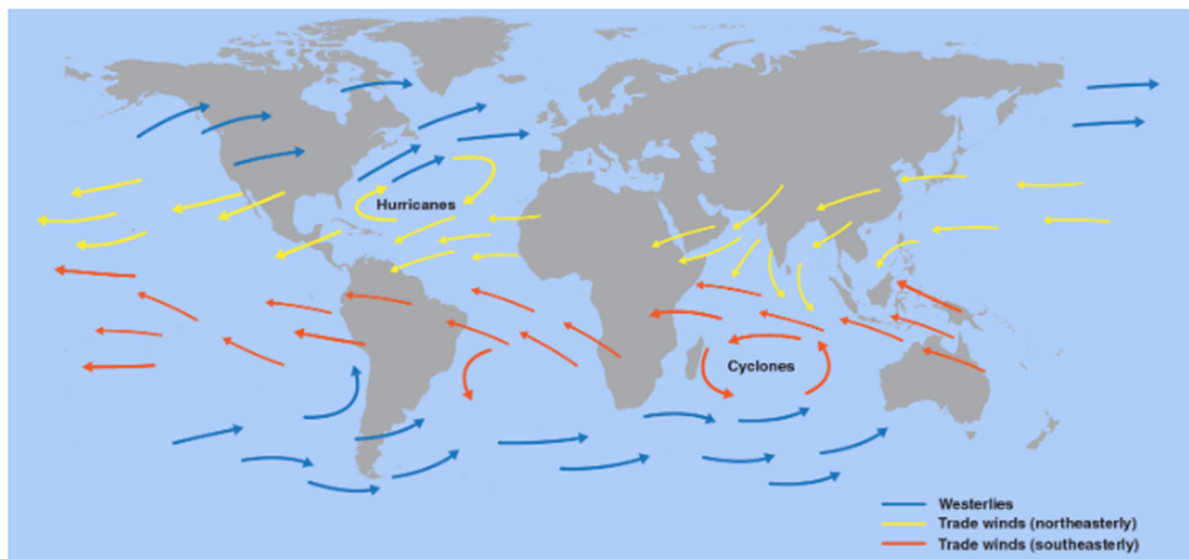 Hurricanes
Cyclones
Westerlies
Trade winds (northeasterly)
Trade winds (southeasterly)